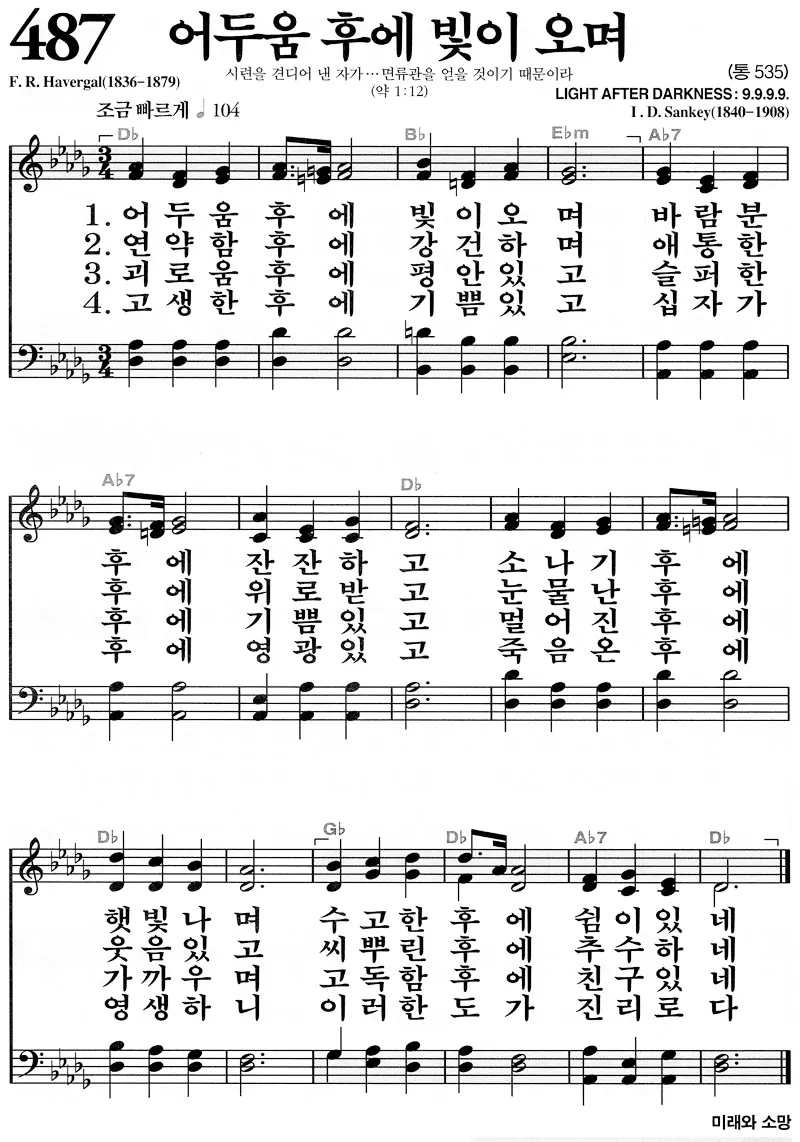 487 어두움 후에 빛이 오며
F. R. Havergal(1836-1879)
시련을 견디어 낸 자가…면류관을 얻을 것이기 때문이라
(약 1:12)
(통 535)
LIGHT AFTER DARKNESS: 9.9.9.9.
I. D. Sankey(1840-1908)
조금 빠르게 ♩ 104
D♭ B♭ E♭m A♭7
1. 어 두 움 후 에 빛 이 오 며 바 람 분
2. 연 약 함 후 에 강 건 하 며 애 통 한
3. 괴 로 움 후 에 평 안 있 고 슬 퍼 한
4. 고 생 한 후 에 기 쁨 있 고 십 자 가
A♭7 D♭
후 에 잔 잔 하 고 소 나 기 후 에
후 에 위 로 받 고 눈 물 난 후 에
후 에 기 쁨 있 고 멀 어 진 후 에
후 에 영 광 있 고 죽 음 온 후 에
D♭ G♭ D♭ A♭7 D♭
햇 빛 나 며 수 고 한 후 에 쉼 이 있 네
웃 음 있 고 씨 뿌 린 후 에 추 수 하 네
가 까 우 며 고 독 함 후 에 친 구 있 네
영 생 하 니 이 러 한 도 가 진 리 로 다
미래와 소망